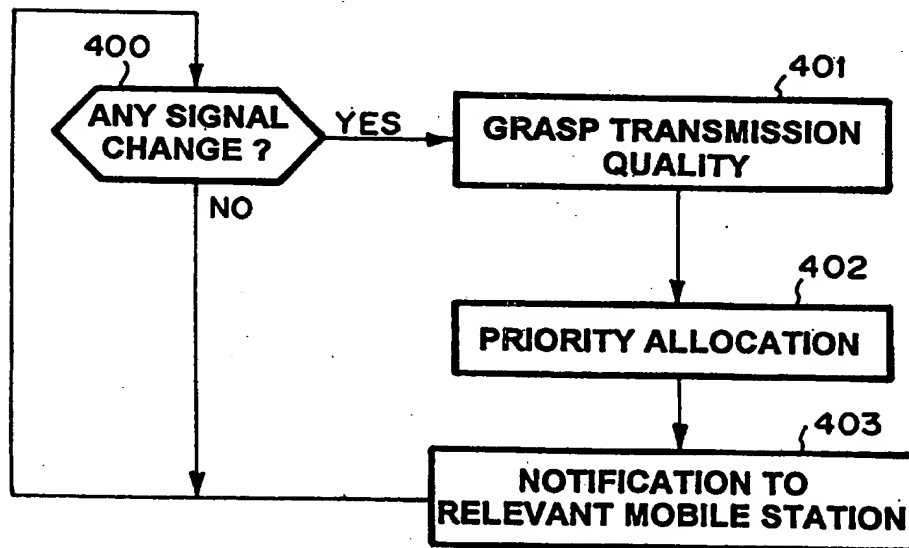 400
ANY SIGNAL
CHANGE ?
YES
NO
401
GRASP TRANSMISSION
QUALITY
402
PRIORITY ALLOCATION
403
NOTIFICATION TO
RELEVANT MOBILE STATION